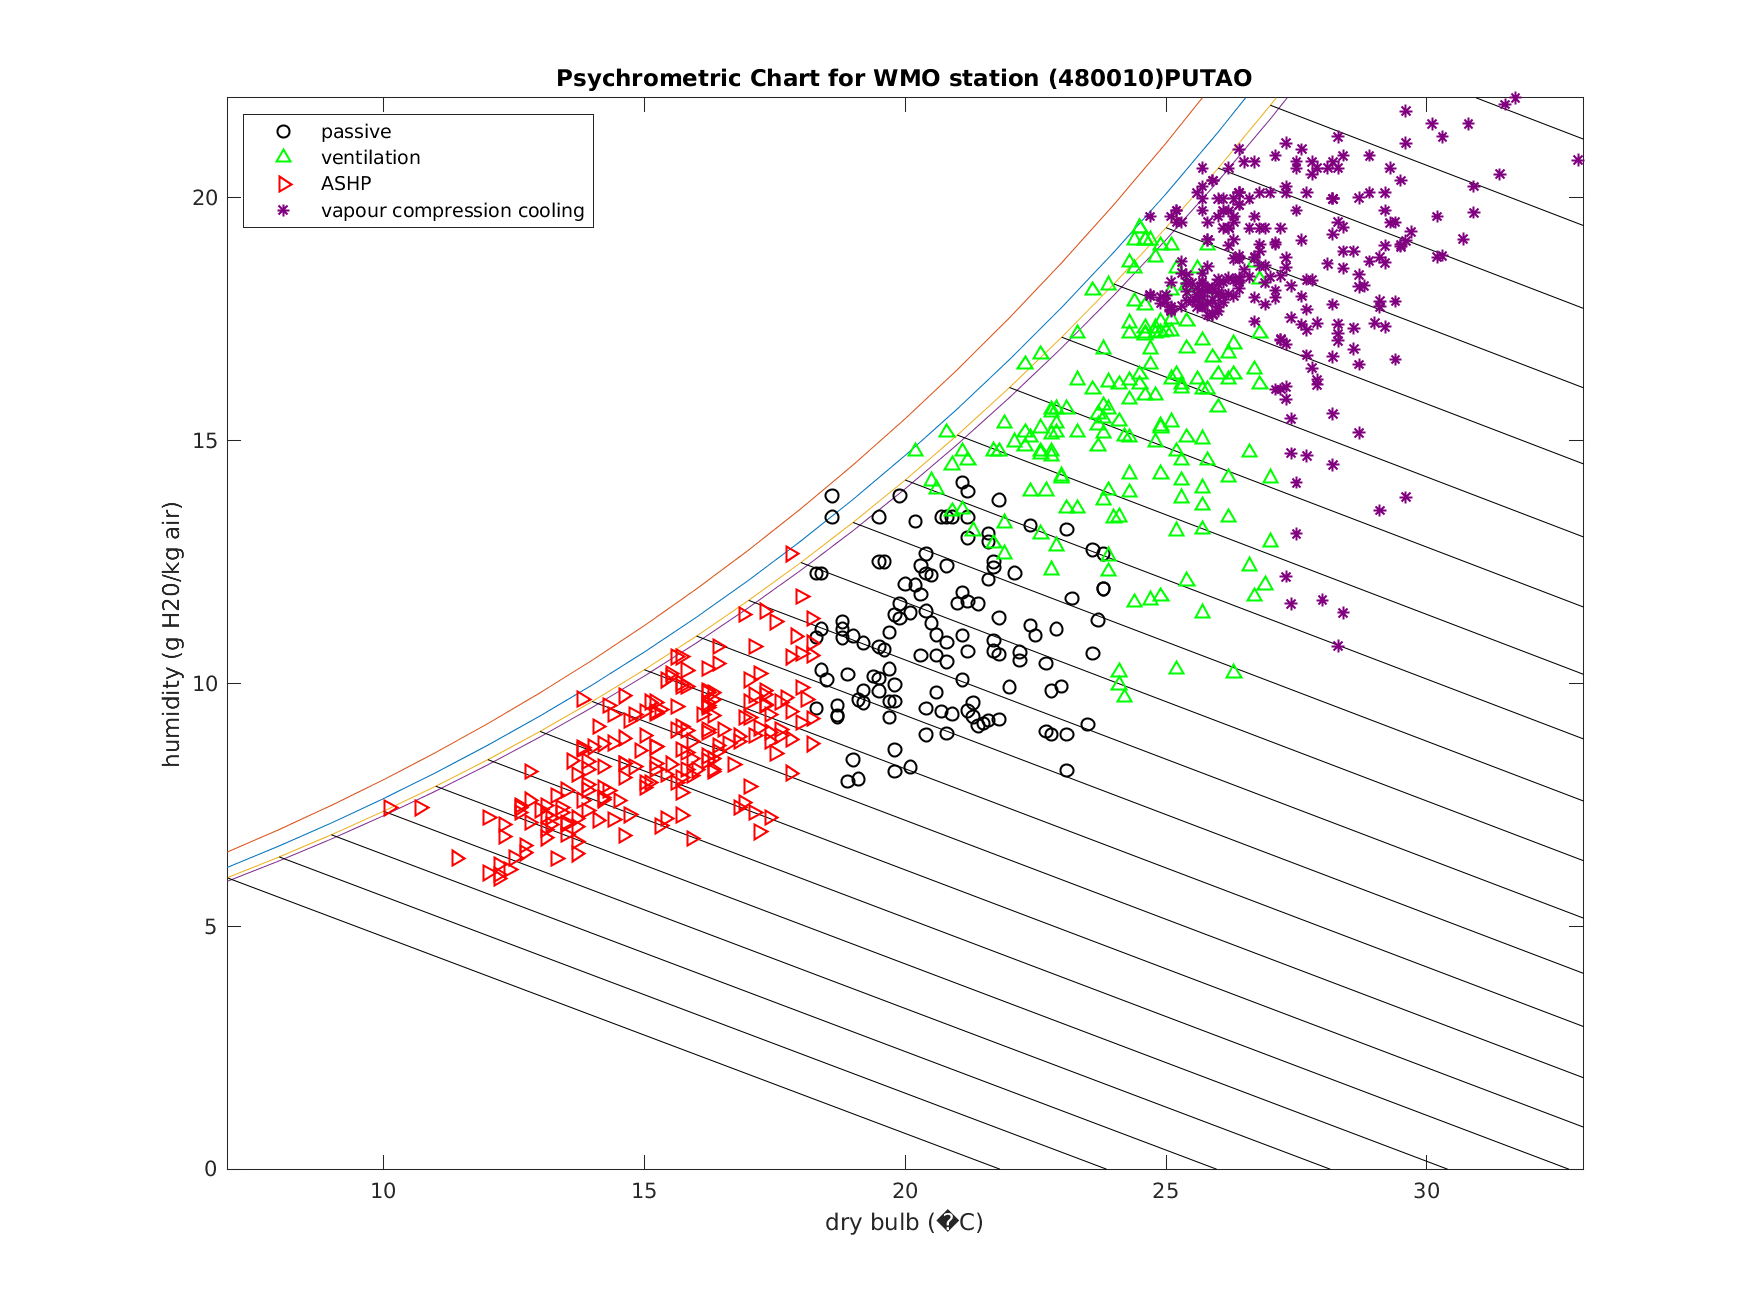 Psychrometric Chart for WMO station (480010)PUTAO
passive
ventilation
ASHP
vapour compression cooling
humidity (g H20/kg air)
20
15
10
5
0
10 15 20 25 30
dry bulb (�C)